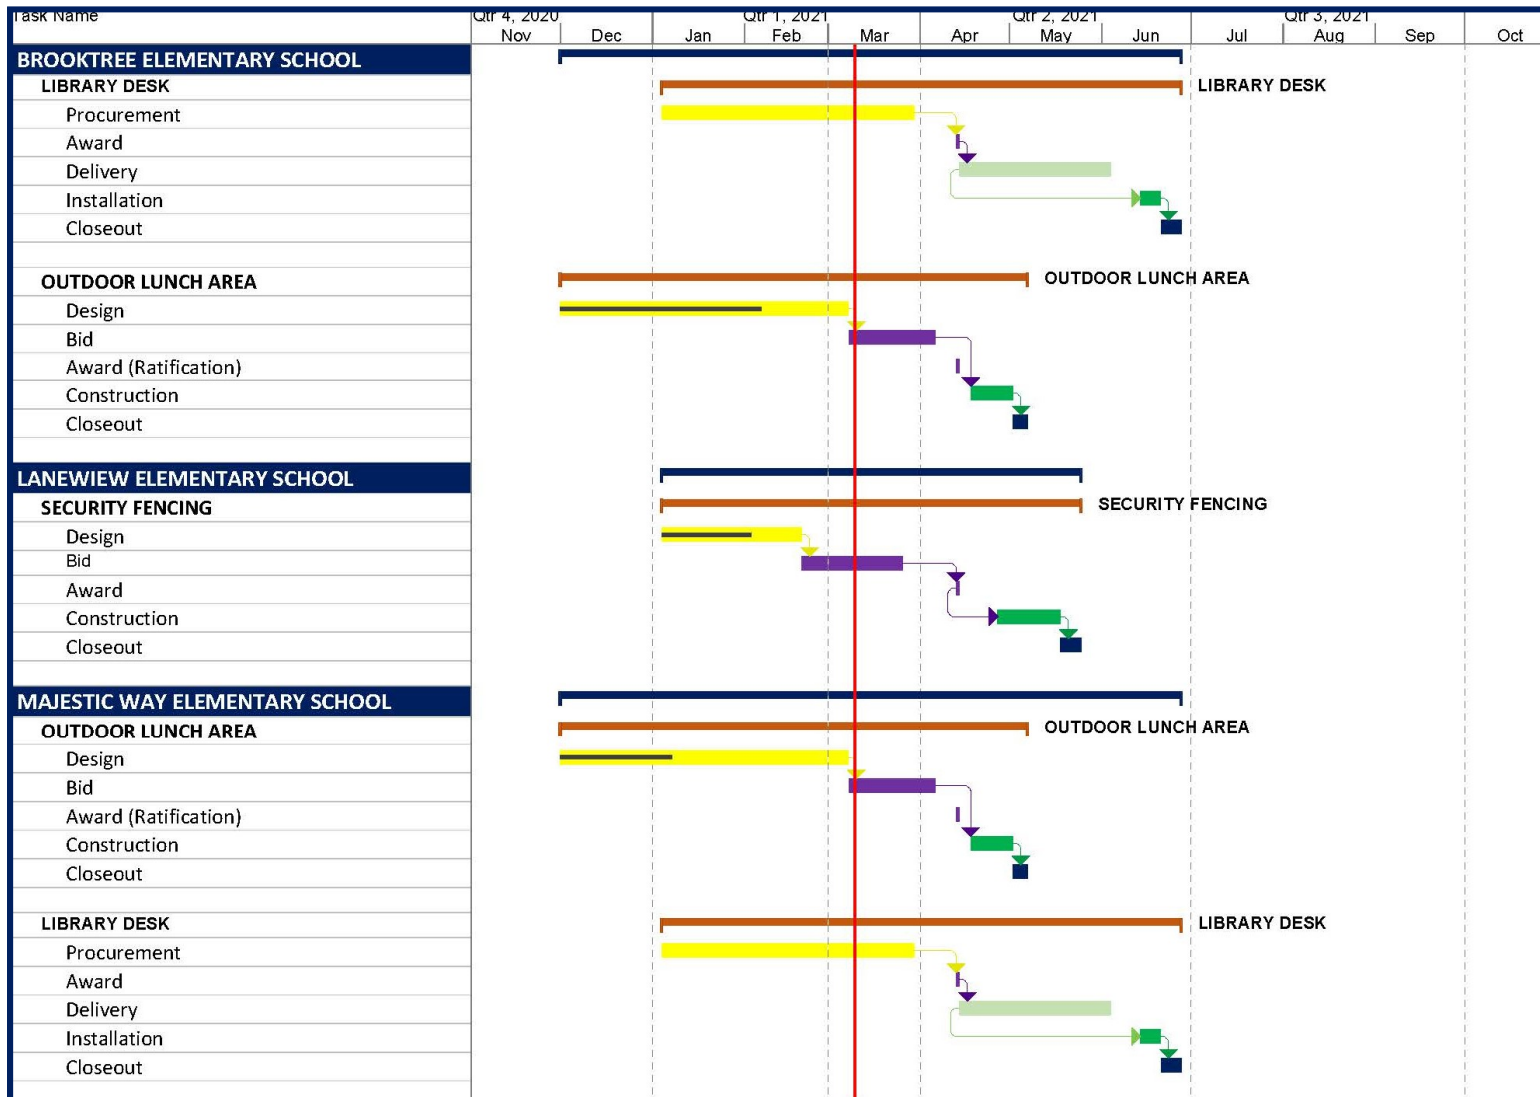 Task Name
Qtr 4, 2020 Qtr 1, 2021 Qtr 2, 2021 Qtr 3, 2021
Nov Dec Jan Feb Mar Apr May Jun Jul Aug Sep Oct
BROOKTREE ELEMENTARY SCHOOL
LIBRARY DESK LIBRARY DESK
Procurement
Award
Delivery
Installation
Closeout
OUTDOOR LUNCH AREA OUTDOOR LUNCH AREA
Design
Bid
Award (Ratification)
Construction
Closeout
LANEWIEW ELEMENTARY SCHOOL
SECURITY FENCING SECURITY FENCING
Design
Bid
Award
Construction
Closeout
MAJESTIC WAY ELEMENTARY SCHOOL
OUTDOOR LUNCH AREA OUTDOOR LUNCH AREA
Design
Bid
Award (Ratification)
Construction
Closeout
LIBRARY DESK LIBRARY DESK
Procurement
Award
Delivery
Installation
Closeout